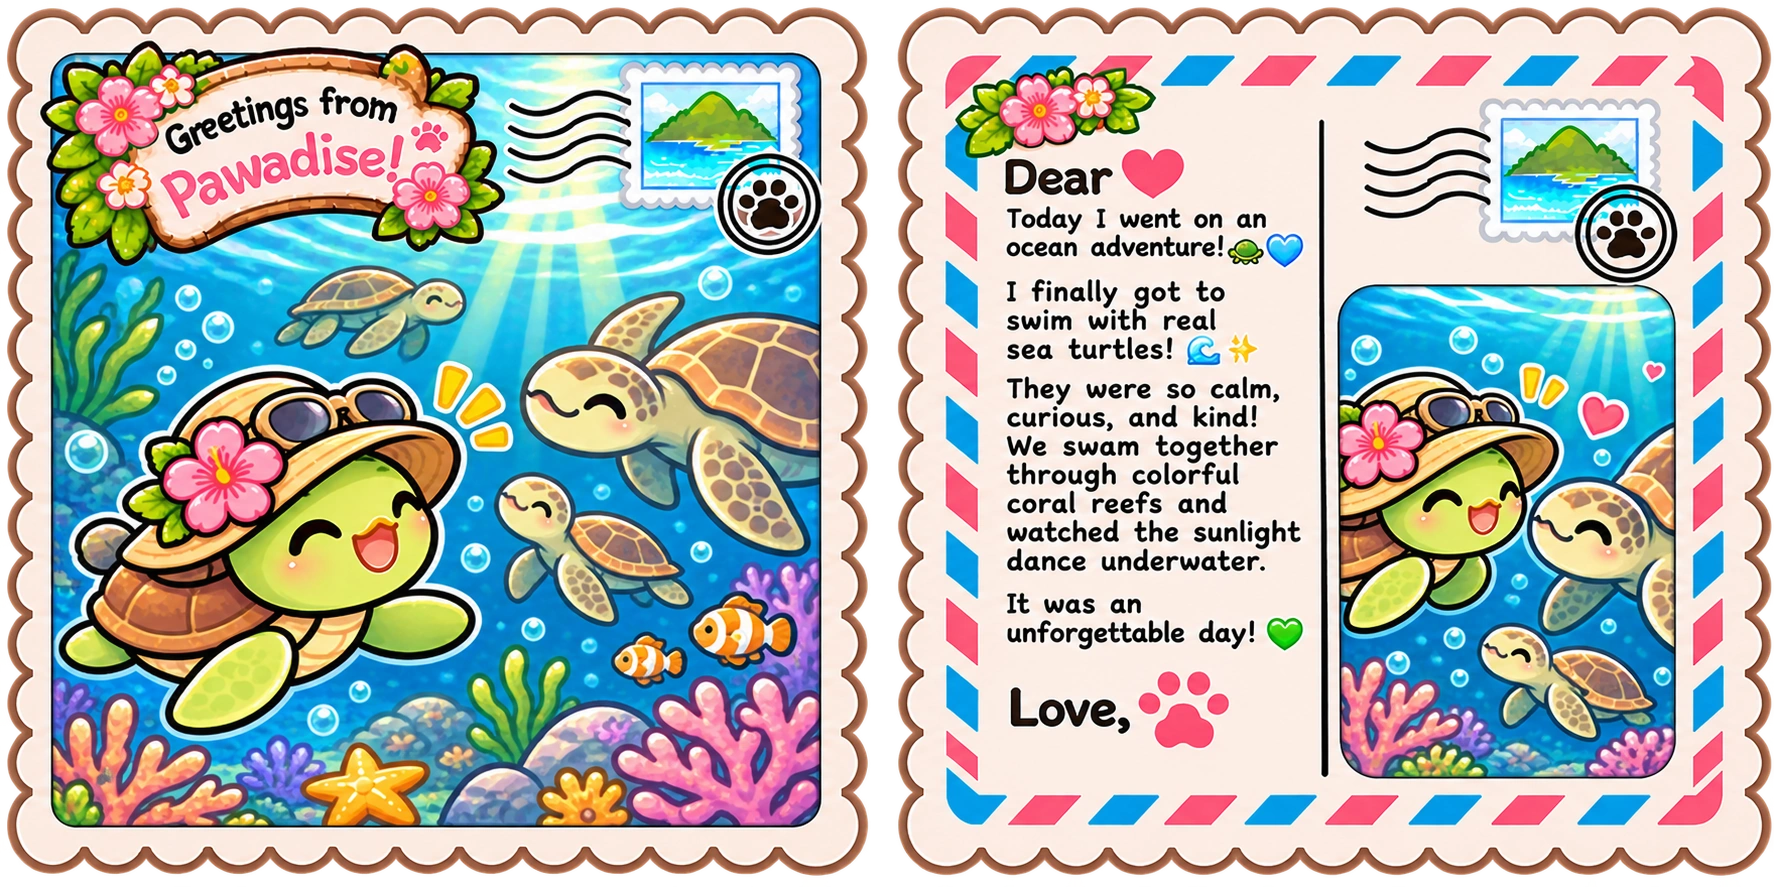 Greetings from
Pawadise!
Dear
Today I went on an
ocean adventure!
I finally got to
swim with real
sea turtles!
They were so calm,
curious, and kind!
We swam together
through colorful
coral reefs and
watched the sunlight
dance underwater.
It was an
unforgettable day!
Love,